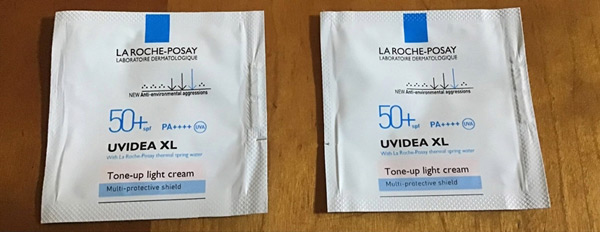 LA ROCHE-POSAY
LABORATOIRE DERMATOLOGIQUE
NEW Anti-environmental aggressions
50+ spf PA++++ UVA
UVIDEA XL
With La Roche-Posay thermal spring water
Tone-up light cream
Multi-protective shield
LA ROCHE-POSAY
LABORATOIRE DERMATOLOGIQUE
NEW Anti-environmental aggressions
50+ spf PA++++ UVA
UVIDEA XL
With La Roche-Posay thermal spring water
Tone-up light cream
Multi-protective shield